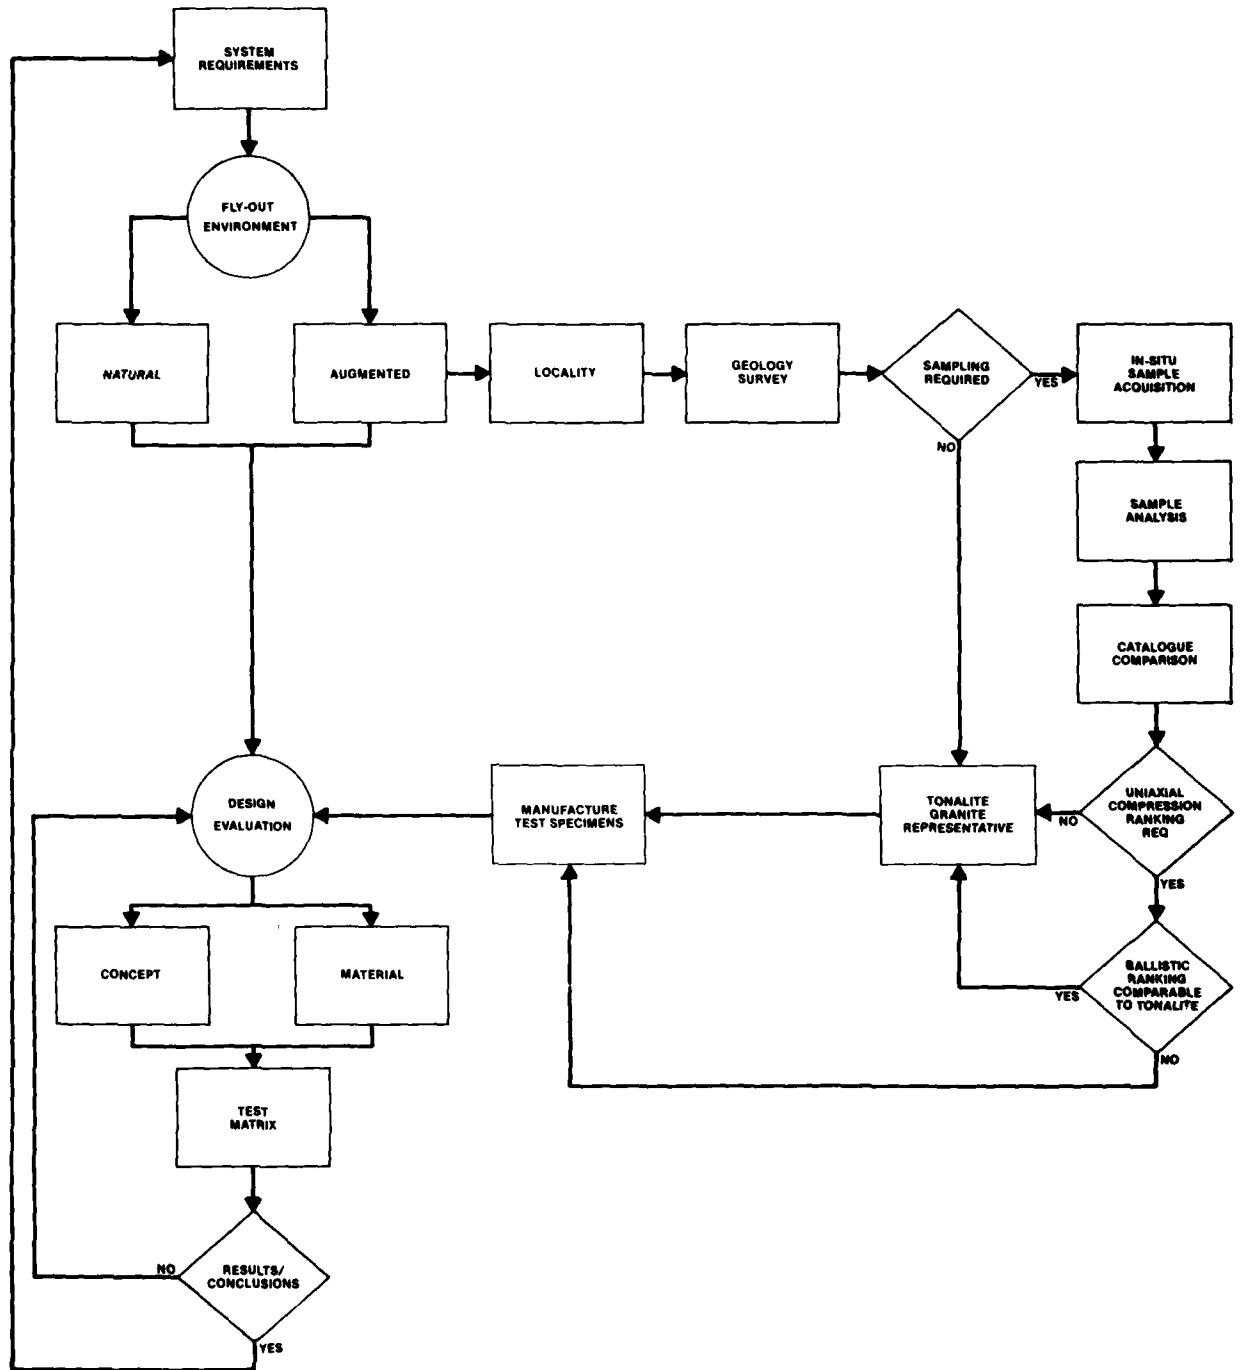 SYSTEM
REQUIREMENTS
FLY-OUT
ENVIRONMENT
NATURAL
AUGMENTED
LOCALITY
GEOLOGY
SURVEY
SAMPLING
REQUIRED
YES
NO
IN-SITU
SAMPLE
ACQUISITION
SAMPLE
ANALYSIS
CATALOGUE
COMPARISON
UNIAXIAL
COMPRESSION
RANKING
REQ
NO
YES
TONALITE
GRANITE
REPRESENTATIVE
MANUFACTURE
TEST SPECIMENS
DESIGN
EVALUATION
BALLISTIC
RANKING
COMPARABLE
TO TONALITE
YES
NO
CONCEPT
MATERIAL
TEST
MATRIX
RESULTS/
CONCLUSIONS
NO
YES